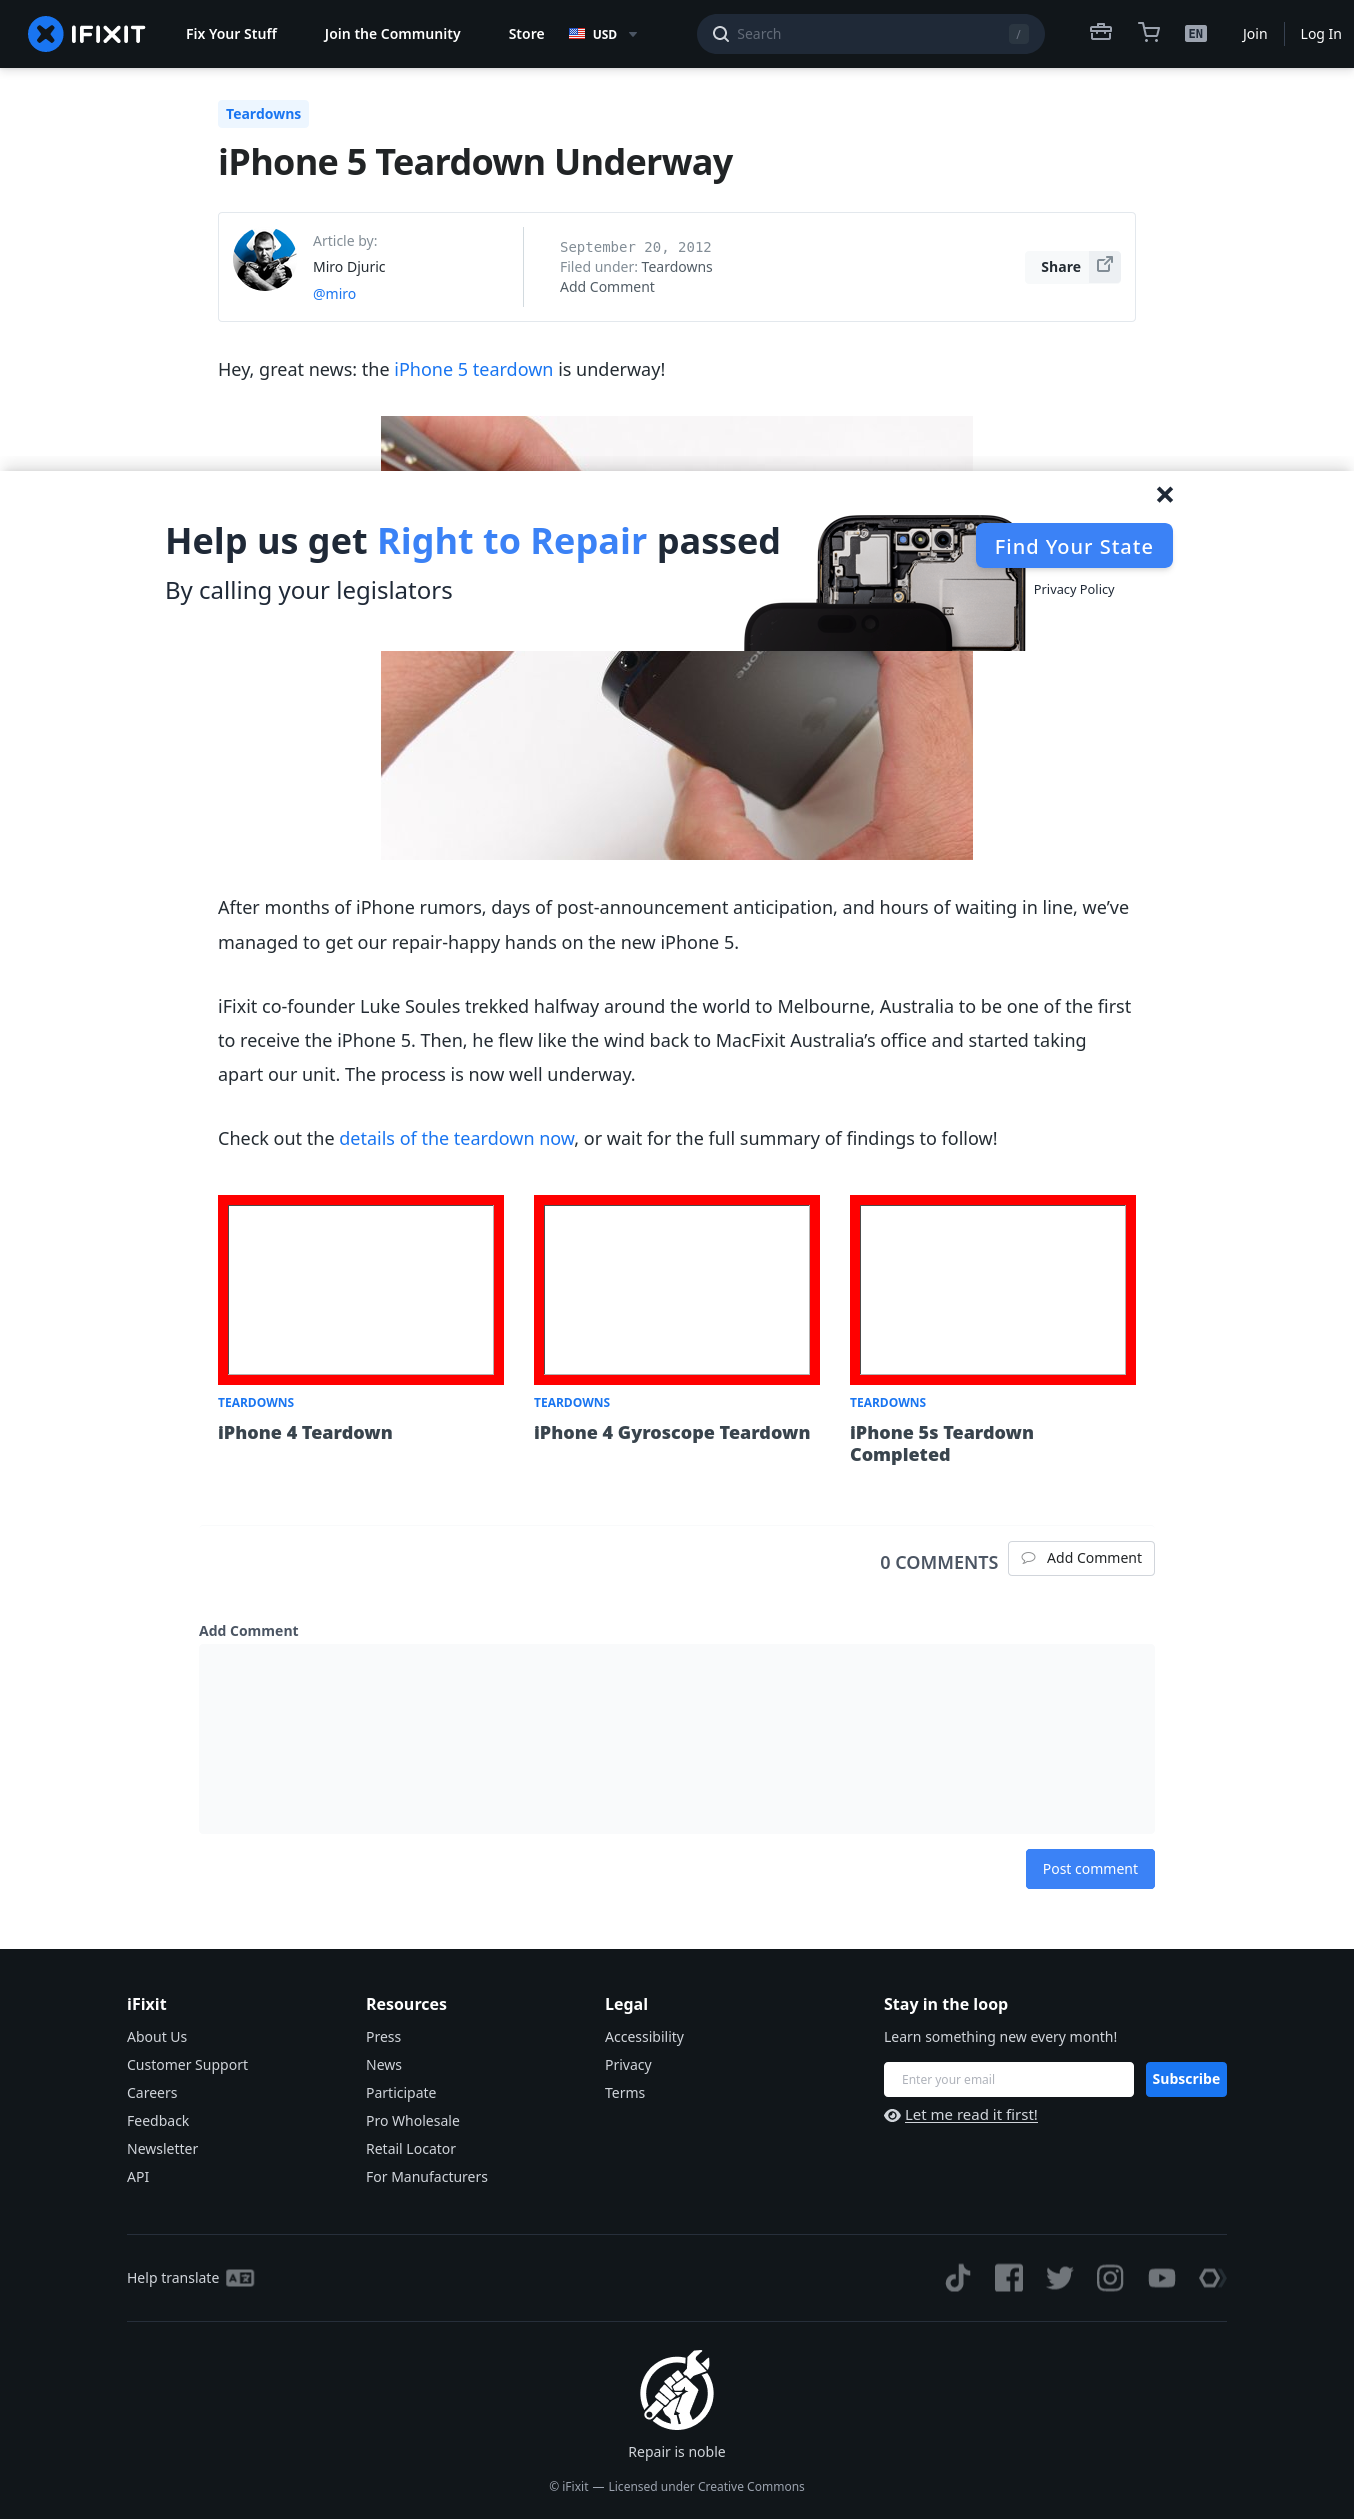 IFIXIT
Fix Your Stuff
Join the Community
Store
USD
Search
/
EN
Join
Log In
Teardowns
iPhone 5 Teardown Underway
Article by:
Miro Djuric
@miro
September 20, 2012
Filed under: Teardowns
Add Comment
Share
Hey, great news: the iPhone 5 teardown is underway!
Help us get Right to Repair passed
By calling your legislators
Find Your State
Privacy Policy
After months of iPhone rumors, days of post-announcement anticipation, and hours of waiting in line, we’ve
managed to get our repair-happy hands on the new iPhone 5.
iFixit co-founder Luke Soules trekked halfway around the world to Melbourne, Australia to be one of the first
to receive the iPhone 5. Then, he flew like the wind back to MacFixit Australia’s office and started taking
apart our unit. The process is now well underway.
Check out the details of the teardown now, or wait for the full summary of findings to follow!
TEARDOWNS
iPhone 4 Teardown
TEARDOWNS
iPhone 4 Gyroscope Teardown
TEARDOWNS
iPhone 5s Teardown
Completed
0 COMMENTS
Add Comment
Add Comment
Post comment
iFixit
About Us
Customer Support
Careers
Feedback
Newsletter
API
Resources
Press
News
Participate
Pro Wholesale
Retail Locator
For Manufacturers
Legal
Accessibility
Privacy
Terms
Stay in the loop
Learn something new every month!
Enter your email
Subscribe
Let me read it first!
Help translate
Repair is noble
© iFixit — Licensed under Creative Commons